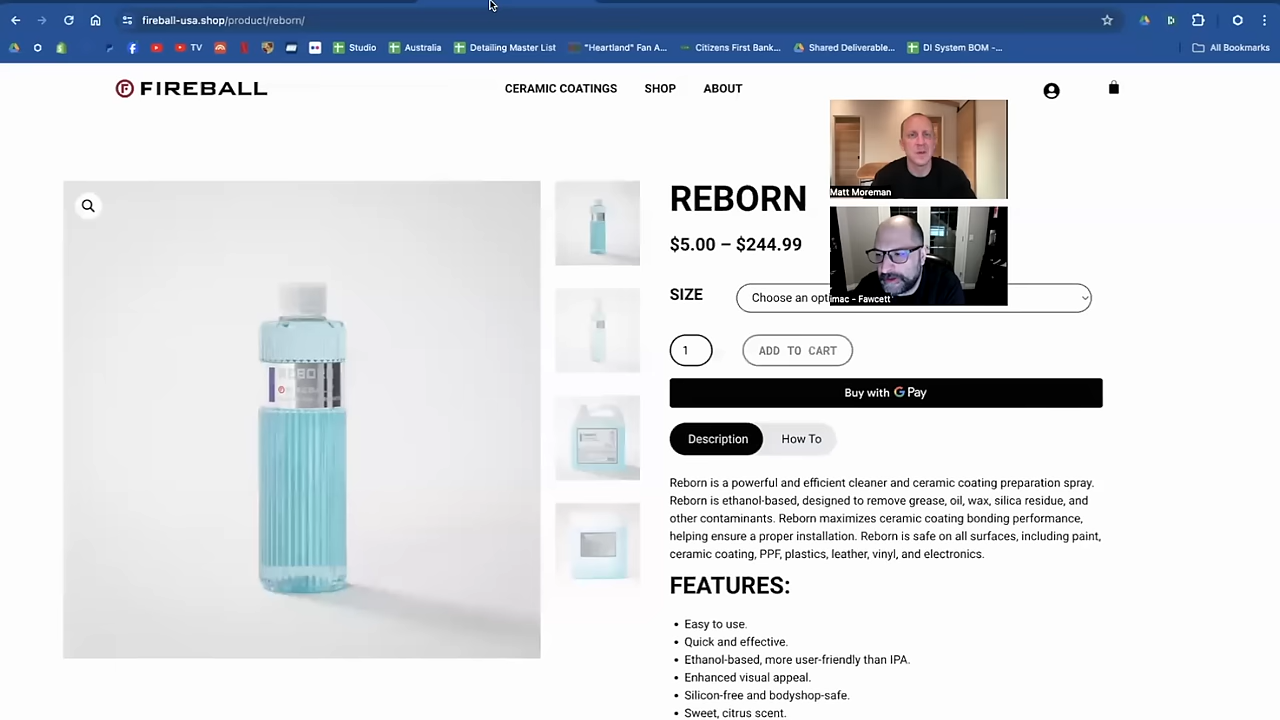 fireball-usa.shop/product/reborn/
TV
Studio
Australia
Detailing Master List
"Heartland" Fan A...
Citizens First Bank...
Shared Deliverable...
DI System BOM -...
All Bookmarks
FIREBALL
CERAMIC COATINGS
SHOP
ABOUT
Matt Moreman
REBORN
$5.00 – $244.99
SIZE
Choose an opti
imac - Fawcett
1
ADD TO CART
Buy with G Pay
Description
How To
Reborn is a powerful and efficient cleaner and ceramic coating preparation spray.
Reborn is ethanol-based, designed to remove grease, oil, wax, silica residue, and
other contaminants. Reborn maximizes ceramic coating bonding performance,
helping ensure a proper installation. Reborn is safe on all surfaces, including paint,
ceramic coating, PPF, plastics, leather, vinyl, and electronics.
FEATURES:
• Easy to use.
• Quick and effective.
• Ethanol-based, more user-friendly than IPA.
• Enhanced visual appeal.
• Silicon-free and bodyshop-safe.
• Sweet, citrus scent.
REBORN